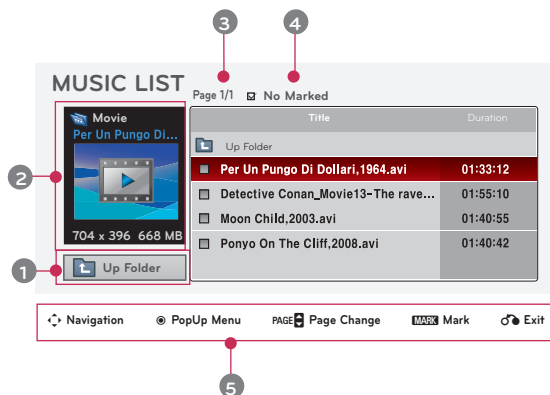 3
4
MUSIC LIST
Page 1/1 No Marked
Movie
Per Un Pungo Di...
704 x 396 668 MB
Up Folder
Title Duration
Up Folder
Per Un Pungo Di Dollari,1964.avi 01:33:12
Detective Conan_Movie13-The rave... 01:55:10
Moon Child,2003.avi 01:40:55
Ponyo On The Cliff,2008.avi 01:40:42
2
1
Navigation PopUp Menu PAGE Page Change MARK Mark Exit
5